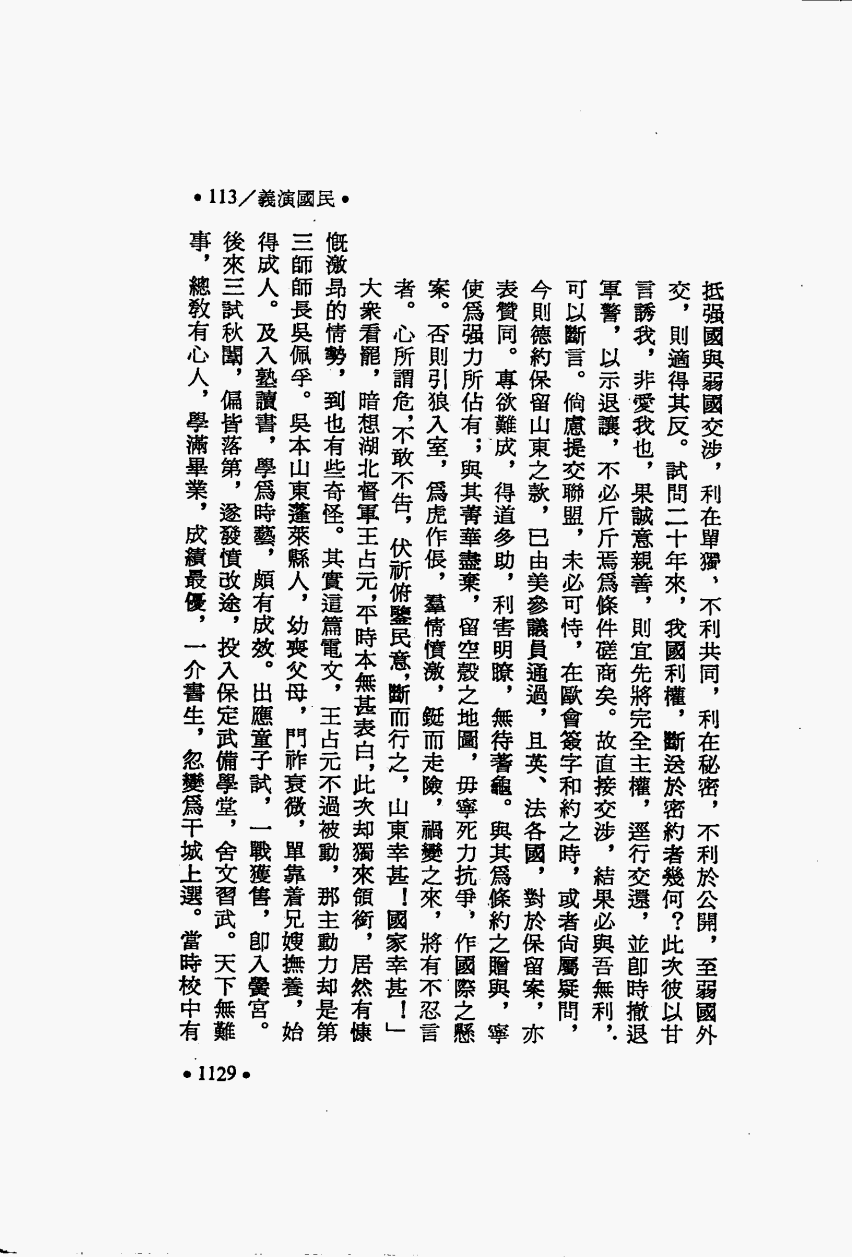 •113/義演國民•
抵强國與弱國交涉，利在單獨、不利共同，利在秘密，不利於公開，至弱國外
交，則適得其反。試問二十年來，我國利權，斷送於密約者幾何？此次彼以甘
言誘我，非愛我也，果誠意親善，則宜先將完全主權，逕行交還，並卽時撤退
軍警，以示退讓，不必斤斤焉爲條件磋商矣。故直接交涉，結果必與吾無利，
可以斷言。倘慮提交聯盟，未必可恃，在歐會簽字和約之時，或者尙屬疑問，
今則德約保留山東之款，已由美參議員通過，且英、法各國，對於保留案，亦
表贊同。專欲難成，得道多助，利害明瞭，無待蓍龜。與其爲條約之贈與，寧
使爲强力所佔有；與其菁華盡棄，留空殼之地圖，毋寧死力抗爭，作國際之懸
案。否則引狼入室，爲虎作倀，羣情憤激，鋌而走險，禍變之來，將有不忍言
者。心所謂危，不敢不告，伏祈俯鑒民意，斷而行之，山東幸甚！國家幸甚！」
大衆看罷，暗想湖北督軍王占元，平時本無甚表白，此次却獨來領銜，居然有慷
慨激昂的情勢，到也有些奇怪。其實這篇電文，王占元不過被動，那主動力却是第
三師師長吳佩孚。吳本山東蓬萊縣人，幼喪父母，門祚衰微，單靠着兄嫂撫養，始
得成人。及入塾讀書，學爲時藝，頗有成效。出應童子試，一戰獲售，卽入黌宮。
後來三試秋闈，偏皆落第，遂發憤改途，投入保定武備學堂，舍文習武。天下無難
事，總敎有心人，學滿畢業，成績最優，一介書生，忽變爲干城上選。當時校中有
•1129•